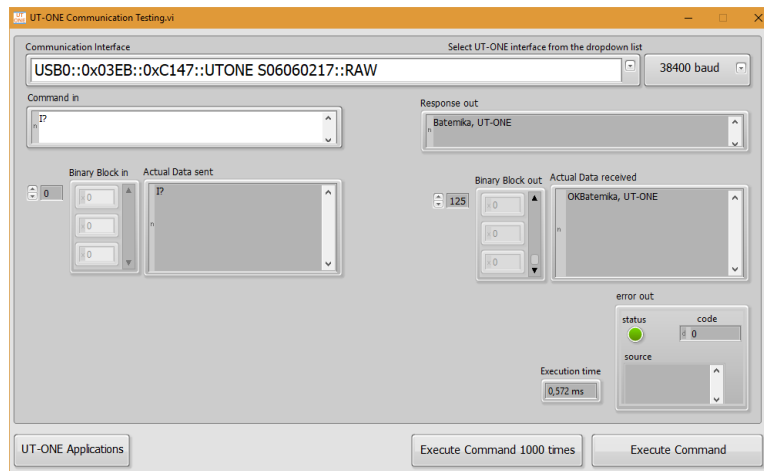 UT-ONE Communication Testing.vi
Communication Interface
Select UT-ONE interface from the dropdown list
USB0::0x03EB::0xC147::UTONE S06060217::RAW
38400 baud
Command in
Response out
I?
Batemika, UT-ONE
Binary Block in
Actual Data sent
Binary Block out
Actual Data received
0
0
I?
125
0
OKBatemika, UT-ONE
0
0
0
0
error out
status
code
0
source
Execution time
0,572 ms
UT-ONE Applications
Execute Command 1000 times
Execute Command